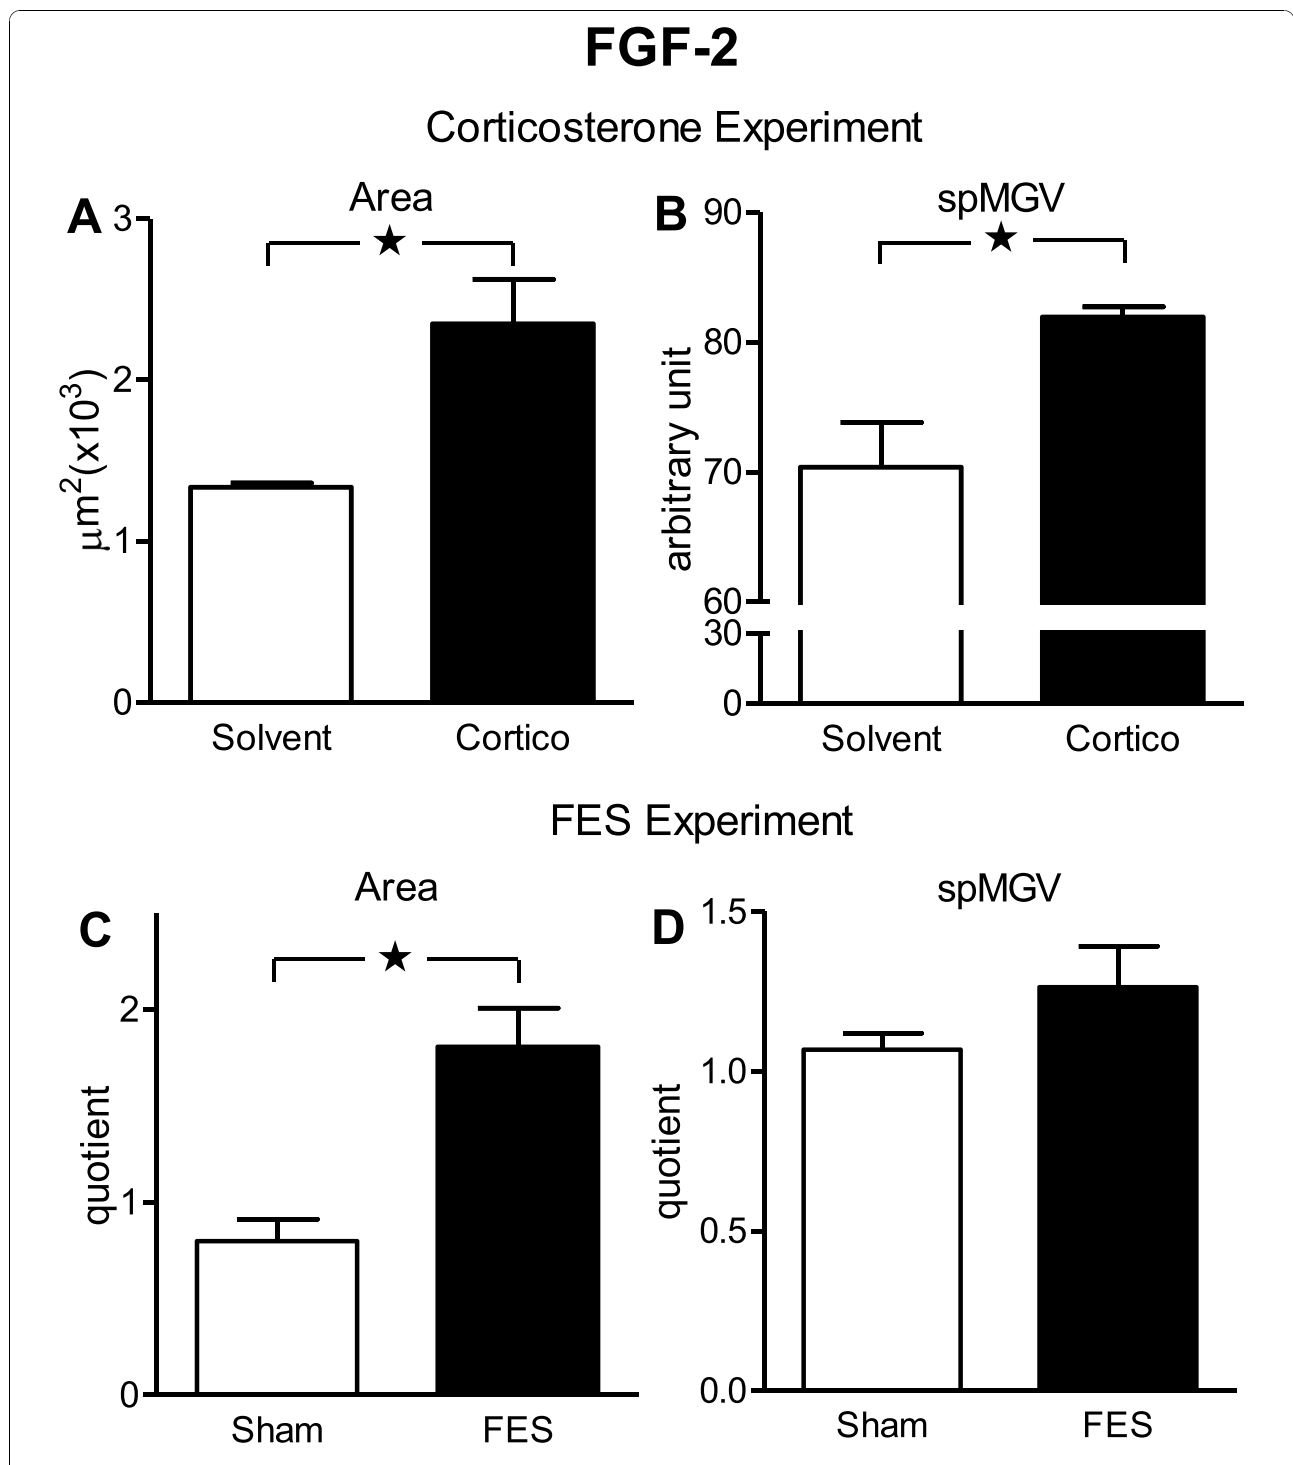 FGF-2
Corticosterone Experiment
A
Area
3
2
1
0
μm²(x10³)
Solvent
Cortico
B
spMGV
90
80
70
60
30
0
arbitrary unit
Solvent
Cortico
FES Experiment
C
Area
2
1
0
quotient
Sham
FES
D
spMGV
1.5
1.0
0.5
0.0
quotient
Sham
FES